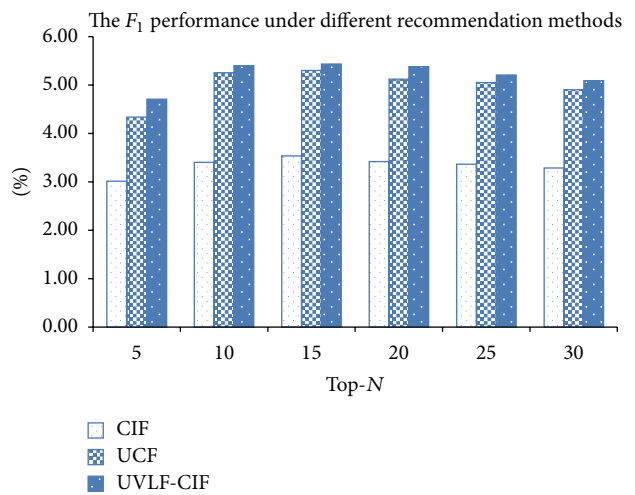 The F₁ performance under different recommendation methods
6.00
5.00
4.00
3.00
2.00
1.00
0.00
(%)
5 10 15 20 25 30
Top-N
CIF
UCF
UVLF-CIF